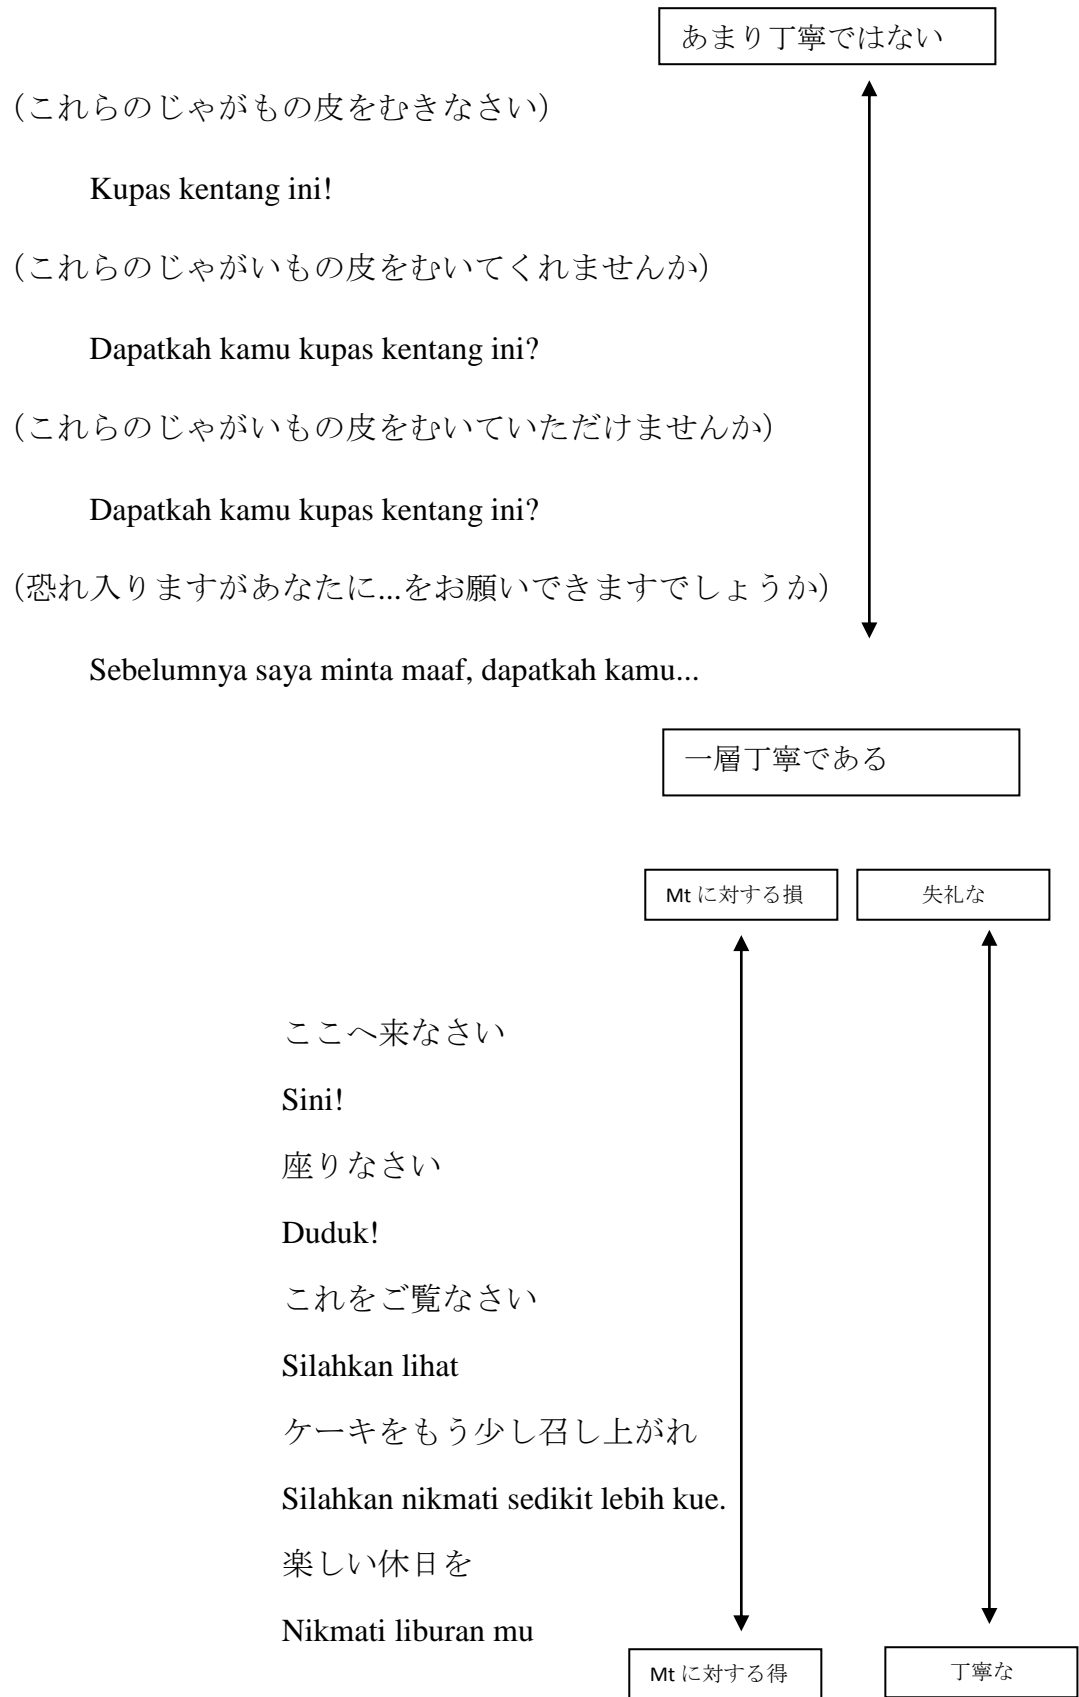 あまり丁寧ではない
（これらのじゃがもの皮をむきなさい）
Kupas kentang ini!
（これらのじゃがいもの皮をむいてくれませんか）
Dapatkah kamu kupas kentang ini?
（これらのじゃがいもの皮をむいていただけませんか）
Dapatkah kamu kupas kentang ini?
（恐れ入りますがあなたに...をお願いできますでしょうか）
Sebelumnya saya minta maaf, dapatkah kamu...
一層丁寧である
Mt に対する損
失礼な
ここへ来なさい
Sini!
座りなさい
Duduk!
これをご覧なさい
Silahkan lihat
ケーキをもう少し召し上がれ
Silahkan nikmati sedikit lebih kue.
楽しい休日を
Nikmati liburan mu
Mt に対する得
丁寧な